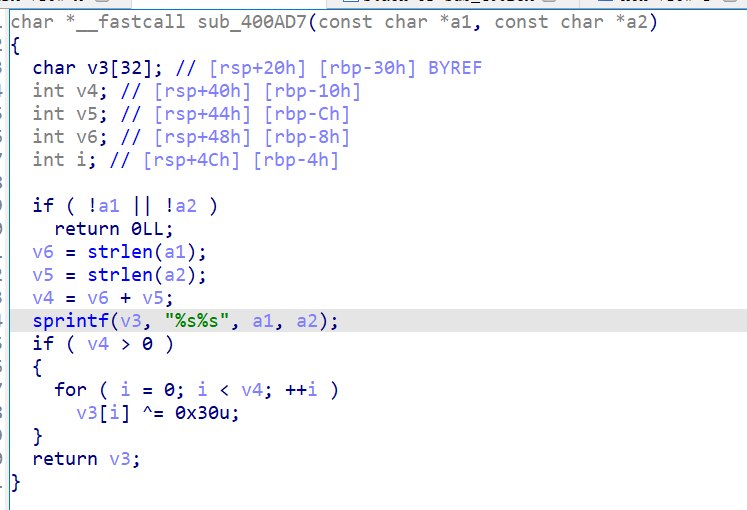 char *__fastcall sub_400AD7(const char *a1, const char *a2)
{
  char v3[32]; // [rsp+20h] [rbp-30h] BYREF
  int v4; // [rsp+40h] [rbp-10h]
  int v5; // [rsp+44h] [rbp-Ch]
  int v6; // [rsp+48h] [rbp-8h]
  int i; // [rsp+4Ch] [rbp-4h]

  if ( !a1 || !a2 )
    return 0LL;
  v6 = strlen(a1);
  v5 = strlen(a2);
  v4 = v6 + v5;
  sprintf(v3, "%s%s", a1, a2);
  if ( v4 > 0 )
  {
    for ( i = 0; i < v4; ++i )
      v3[i] ^= 0x30u;
  }
  return v3;
}